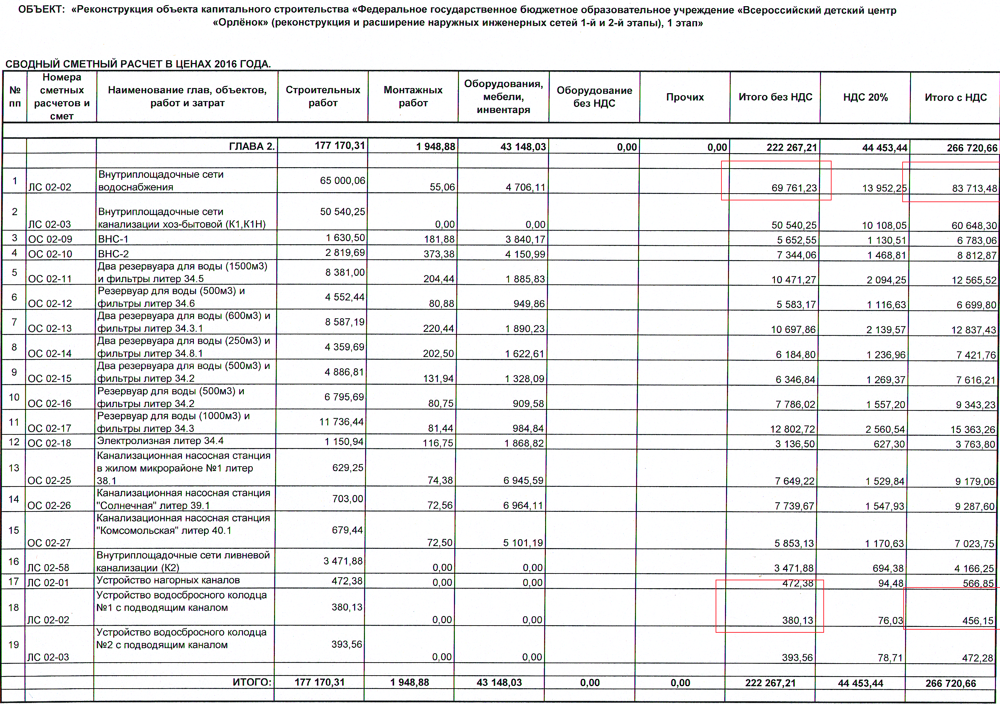 ОБЪЕКТ: «Реконструкция объекта капитального строительства «Федеральное государственное бюджетное образовательное учреждение «Всероссийский детский центр
«Орлёнок» (реконструкция и расширение наружных инженерных сетей 1-й и 2-й этапы), 1 этап»
СВОДНЫЙ СМЕТНЫЙ РАСЧЕТ В ЦЕНАХ 2016 ГОДА.
№ пп
Номера сметных расчетов и смет
Наименование глав, объектов, работ и затрат
Строительных работ
Монтажных работ
Оборудования, мебели, инвентаря
Оборудование без НДС
Прочих
Итого без НДС
НДС 20%
Итого с НДС
ГЛАВА 2. 177 170,31 1 948,88 43 148,03 0,00 0,00 222 267,21 44 453,44 266 720,66
1 ЛС 02-02 Внутриплощадочные сети
водоснабжения 65 000,06 55,06 4 706,11 69 761,23 13 952,25 83 713,48
2 ЛС 02-03 Внутриплощадочные сети
канализации хоз-бытовой (К1,К1Н) 50 540,25 0,00 0,00 50 540,25 10 108,05 60 648,30
3 ОС 02-09 ВНС-1 1 630,50 181,88 3 840,17 5 652,55 1 130,51 6 783,06
4 ОС 02-10 ВНС-2 2 819,69 373,38 4 150,99 7 344,06 1 468,81 8 812,87
5 ОС 02-11 Два резервуара для воды (1500м3)
и фильтры литер 34.5 8 381,00 204,44 1 885,83 10 471,27 2 094,25 12 565,52
6 ОС 02-12 Резервуар для воды (500м3) и
фильтры литер 34.6 4 552,44 80,88 949,86 5 583,17 1 116,63 6 699,80
7 ОС 02-13 Два резервуара для воды (600м3) и
фильтры литер 34.3.1 8 587,19 220,44 1 890,23 10 697,86 2 139,57 12 837,43
8 ОС 02-14 Два резервуара для воды (250м3) и
фильтры литер 34.8.1 4 359,69 202,50 1 622,61 6 184,80 1 236,96 7 421,76
9 ОС 02-15 Два резервуара для воды (500м3) и
фильтры литер 34.2 4 886,81 131,94 1 328,09 6 346,84 1 269,37 7 616,21
10 ОС 02-16 Резервуар для воды (500м3) и
фильтры литер 34.2 6 795,69 80,75 909,58 7 786,02 1 557,20 9 343,23
11 ОС 02-17 Резервуар для воды (1000м3) и
фильтры литер 34.3 11 736,44 81,44 984,84 12 802,72 2 560,54 15 363,26
12 ОС 02-18 Электролизная литер 34.4 1 150,94 116,75 1 868,82 3 136,50 627,30 3 763,80
13 ОС 02-25 Канализационная насосная станция
в жилом микрорайоне №1 литер
38.1 629,25 74,38 6 945,59 7 649,22 1 529,84 9 179,06
14 ОС 02-26 Канализационная насосная станция
"Солнечная" литер 39.1 703,00 72,56 6 964,11 7 739,67 1 547,93 9 287,60
15 ОС 02-27 Канализационная насосная станция
"Комсомольская" литер 40.1 679,44 72,50 5 101,19 5 853,13 1 170,63 7 023,75
16 ЛС 02-58 Внутриплощадочные сети ливневой
канализации (К2) 3 471,88 0,00 0,00 3 471,88 694,38 4 166,25
17 ЛС 02-01 Устройство нагорных каналов 472,38 0,00 0,00 472,38 94,48 566,85
18 ЛС 02-02 Устройство водосбросного колодца
№1 с подводящим каналом 380,13 0,00 0,00 380,13 76,03 456,15
19 ЛС 02-03 Устройство водосбросного колодца
№2 с подводящим каналом 393,56 0,00 0,00 393,56 78,71 472,28
ИТОГО: 177 170,31 1 948,88 43 148,03 0,00 0,00 222 267,21 44 453,44 266 720,66